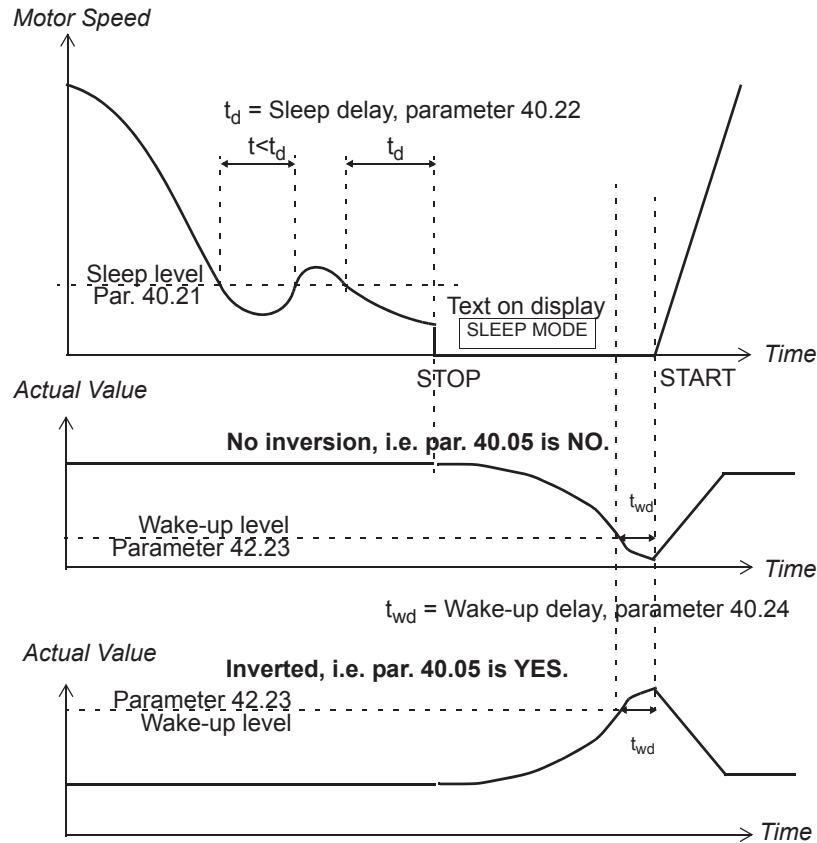 Motor Speed
t_d = Sleep delay, parameter 40.22
t<t_d
t_d
Sleep level
Par. 40.21
Text on display
SLEEP MODE
Time
STOP
START
Actual Value
No inversion, i.e. par. 40.05 is NO.
t_wd
Wake-up level
Parameter 42.23
Time
t_wd = Wake-up delay, parameter 40.24
Actual Value
Inverted, i.e. par. 40.05 is YES.
Parameter 42.23
Wake-up level
t_wd
Time